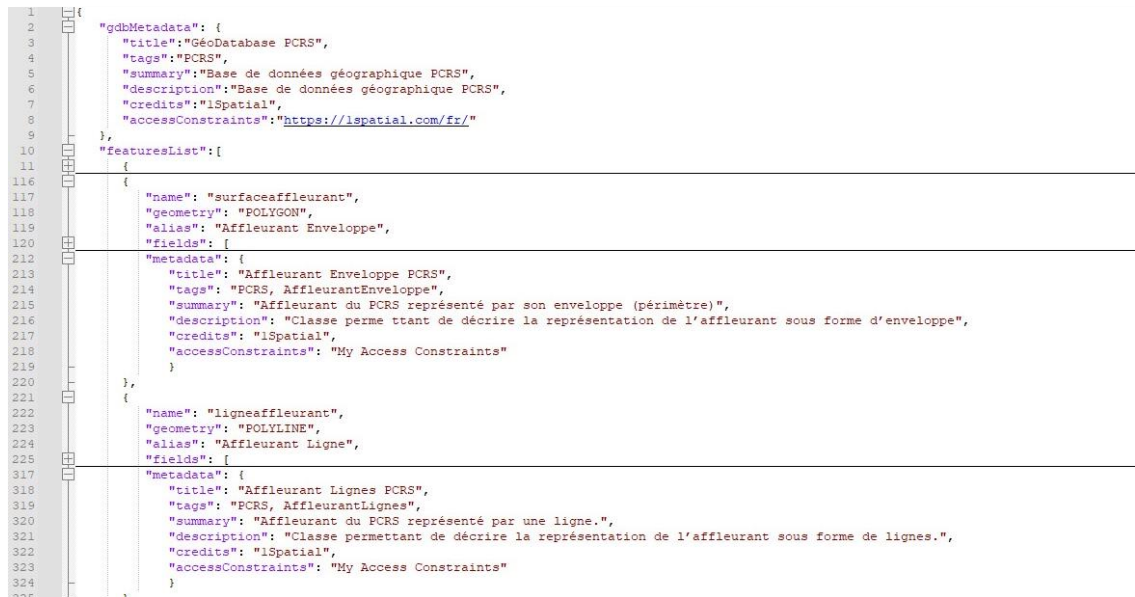 1 {
2 "gdbMetadata": {
3 "title":"GéoDatabase PCRS",
4 "tags":"PCRS",
5 "summary":"Base de données géographique PCRS",
6 "description":"Base de données géographique PCRS",
7 "credits":"1Spatial",
8 "accessConstraints":"https://1spatial.com/fr/"
9 },
10 "featuresList":[
11 {
116 {
117 "name": "surfaceaffleurant",
118 "geometry": "POLYGON",
119 "alias": "Affleurant Enveloppe",
120 "fields": [
212 "metadata": {
213 "title": "Affleurant Enveloppe PCRS",
214 "tags": "PCRS, AffleurantEnveloppe",
215 "summary": "Affleurant du PCRS représenté par son enveloppe (périmètre)",
216 "description": "Classe perme ttant de décrire la représentation de l’affleurant sous forme d’enveloppe",
217 "credits": "1Spatial",
218 "accessConstraints": "My Access Constraints"
219 }
220 },
221 {
222 "name": "ligneaffleurant",
223 "geometry": "POLYLINE",
224 "alias": "Affleurant Ligne",
225 "fields": [
317 "metadata": {
318 "title": "Affleurant Lignes PCRS",
319 "tags": "PCRS, AffleurantLignes",
320 "summary": "Affleurant du PCRS représenté par une ligne.",
321 "description": "Classe permettant de décrire la représentation de l’affleurant sous forme de lignes.",
322 "credits": "1Spatial",
323 "accessConstraints": "My Access Constraints"
324 }